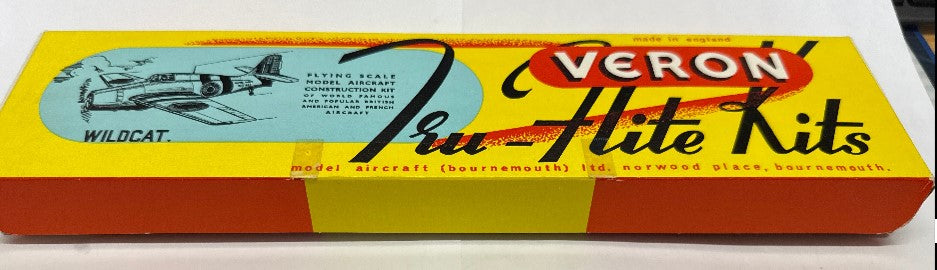 made in england
VERON
Tru-Flite Kits
FLYING SCALE
MODEL AIRCRAFT
CONSTRUCTION KIT
OF WORLD FAMOUS
AND POPULAR BRITISH
AMERICAN AND FRENCH
AIRCRAFT
WILDCAT.
model aircraft (bournemouth) ltd. norwood place, bournemouth.